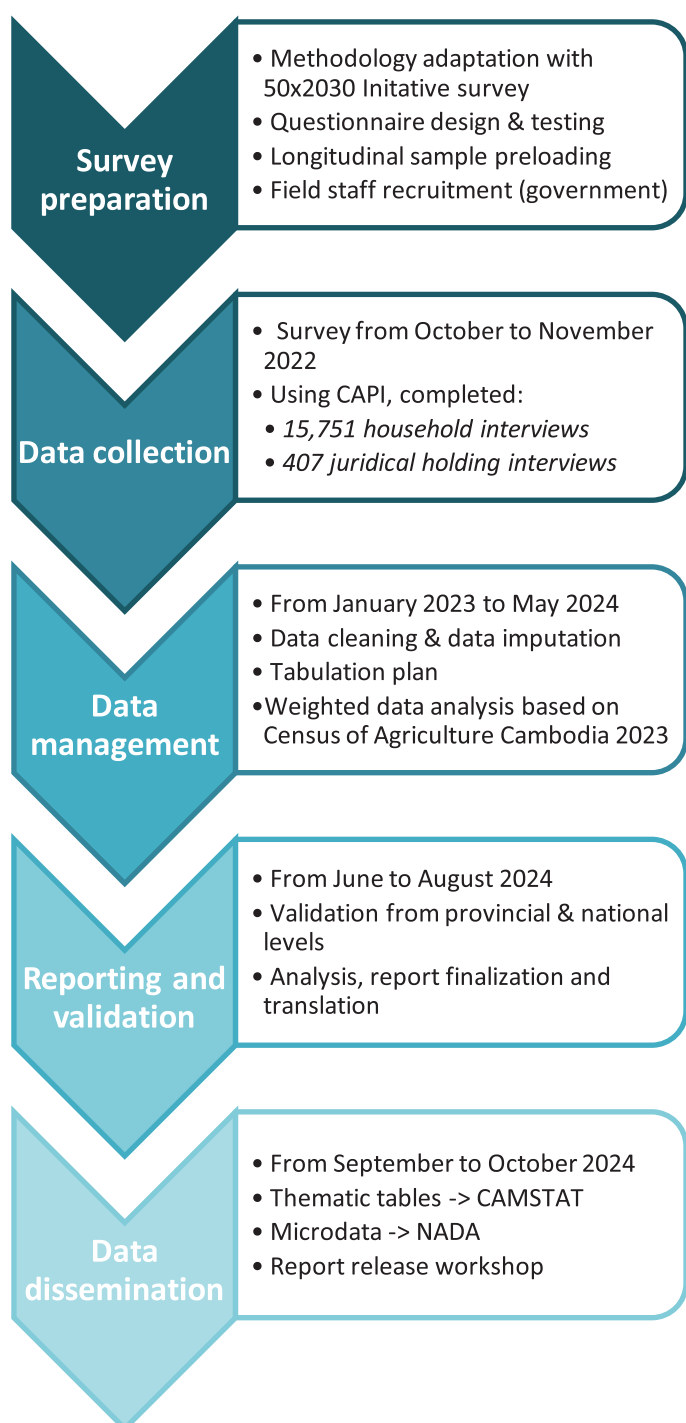 Survey
preparation
• Methodology adaptation with
50x2030 Initative survey
• Questionnaire design & testing
• Longitudinal sample preloading
• Field staff recruitment (government)
Data collection
• Survey from October to November
2022
• Using CAPI, completed:
• 15,751 household interviews
• 407 juridical holding interviews
Data
management
• From January 2023 to May 2024
• Data cleaning & data imputation
• Tabulation plan
•Weighted data analysis based on
Census of Agriculture Cambodia 2023
Reporting and
validation
• From June to August 2024
• Validation from provincial & national
levels
• Analysis, report finalization and
translation
Data
dissemination
• From September to October 2024
• Thematic tables -> CAMSTAT
• Microdata -> NADA
• Report release workshop